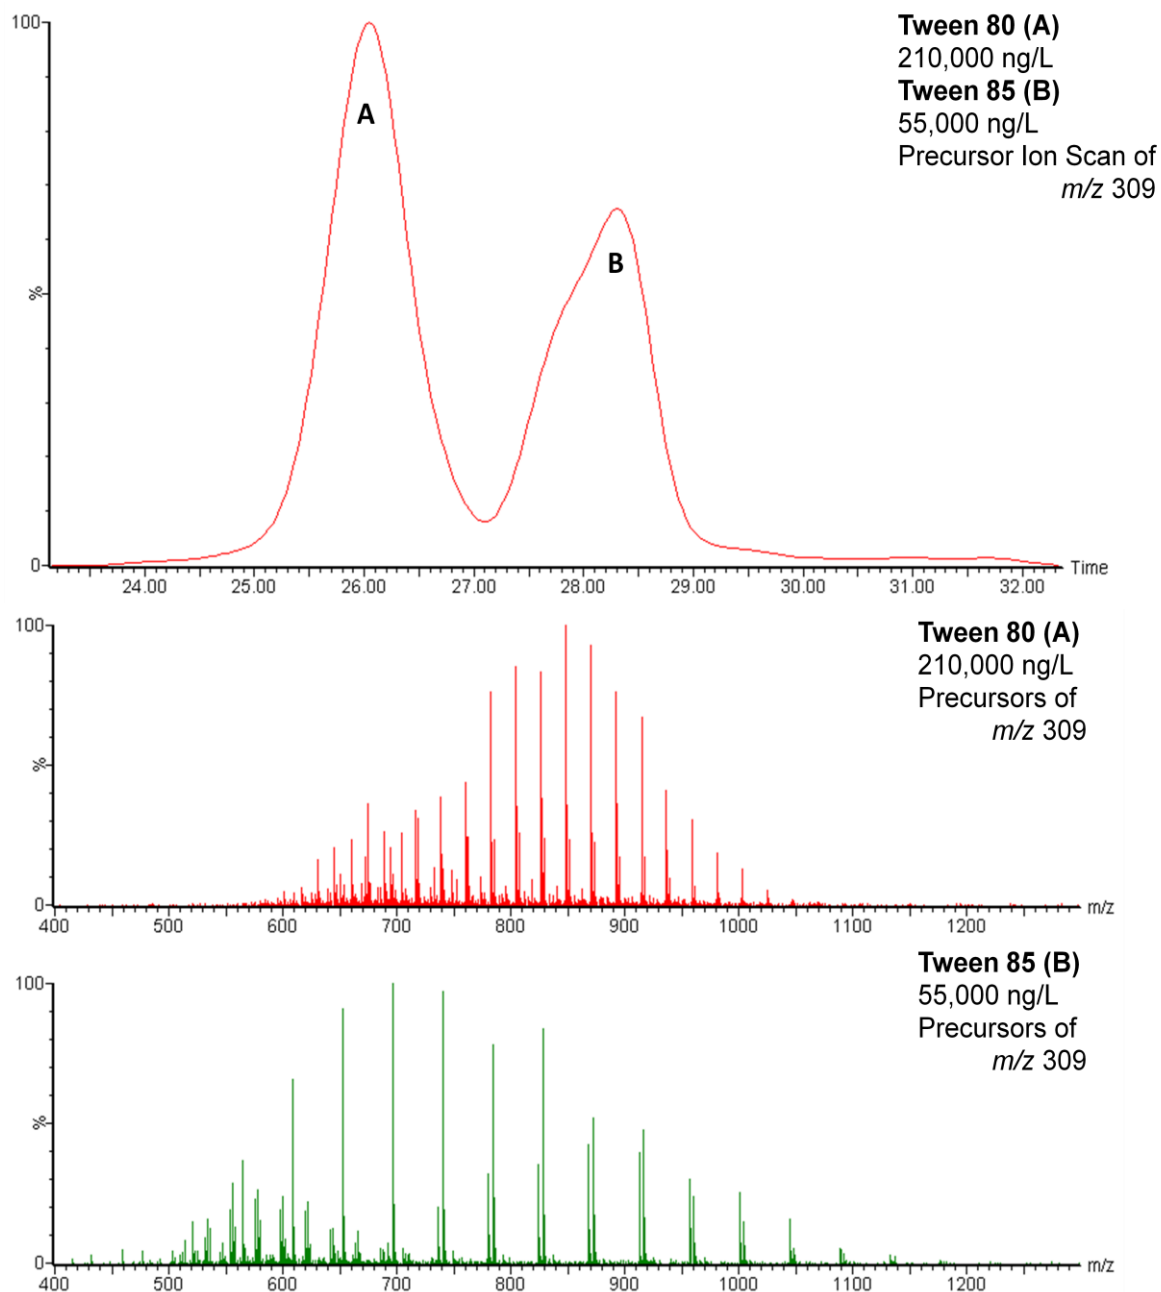 100
%
0
A
B
Tween 80 (A)
210,000 ng/L
Tween 85 (B)
55,000 ng/L
Precursor Ion Scan of
m/z 309
24.00 25.00 26.00 27.00 28.00 29.00 30.00 31.00 32.00
Time
100
%
0
Tween 80 (A)
210,000 ng/L
Precursors of
m/z 309
400 500 600 700 800 900 1000 1100 1200
m/z
100
%
0
Tween 85 (B)
55,000 ng/L
Precursors of
m/z 309
400 500 600 700 800 900 1000 1100 1200
m/z